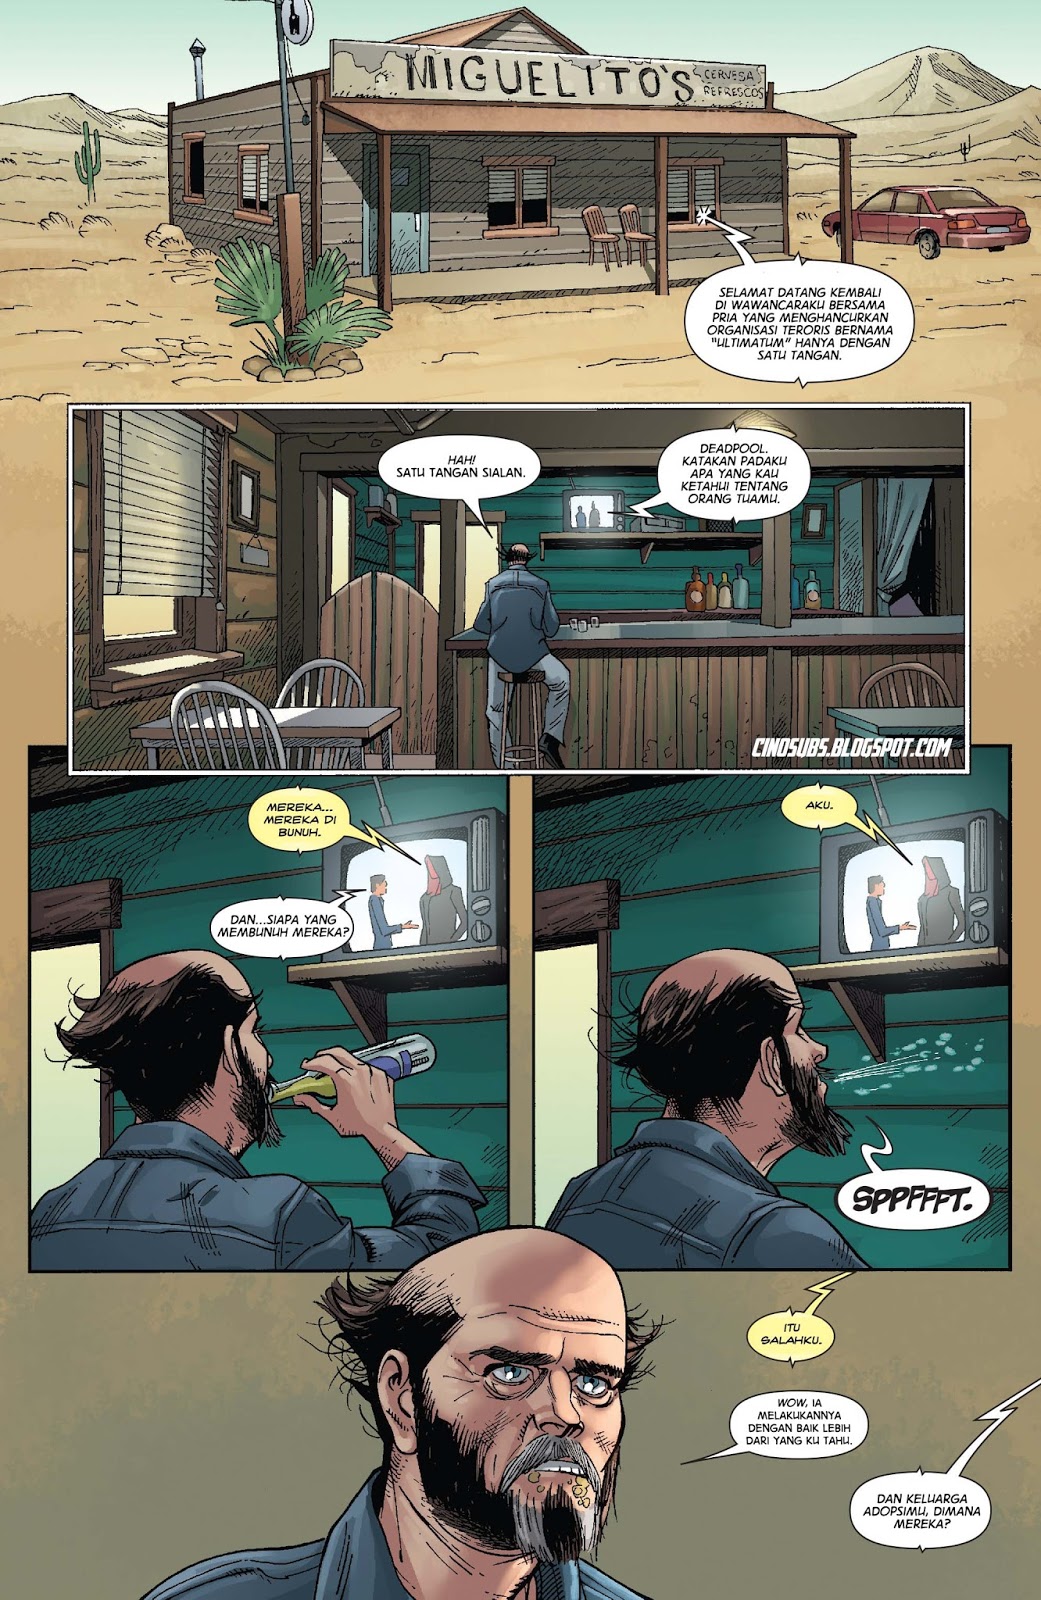 MIGUELITO'S
CERVESA
REFRESCOS
SELAMAT DATANG KEMBALI
DI WAWANCARAKU BERSAMA
PRIA YANG MENGHANCURKAN
ORGANISASI TERORIS BERNAMA
"ULTIMATUM" HANYA DENGAN
SATU TANGAN.
HAH!
SATU TANGAN SIALAN.
DEADPOOL.
KATAKAN PADAKU
APA YANG KAU
KETAHUI TENTANG
ORANG TUAMU.
CINOSUBS.BLOGSPOT.COM
MEREKA...
MEREKA DI
BUNUH.
DAN...SIAPA YANG
MEMBUNUH MEREKA?
AKU.
SPPFFFT.
ITU
SALAHKU.
WOW, IA
MELAKUKANNYA
DENGAN BAIK LEBIH
DARI YANG KU TAHU.
DAN KELUARGA
ADOPSIMU, DIMANA
MEREKA?